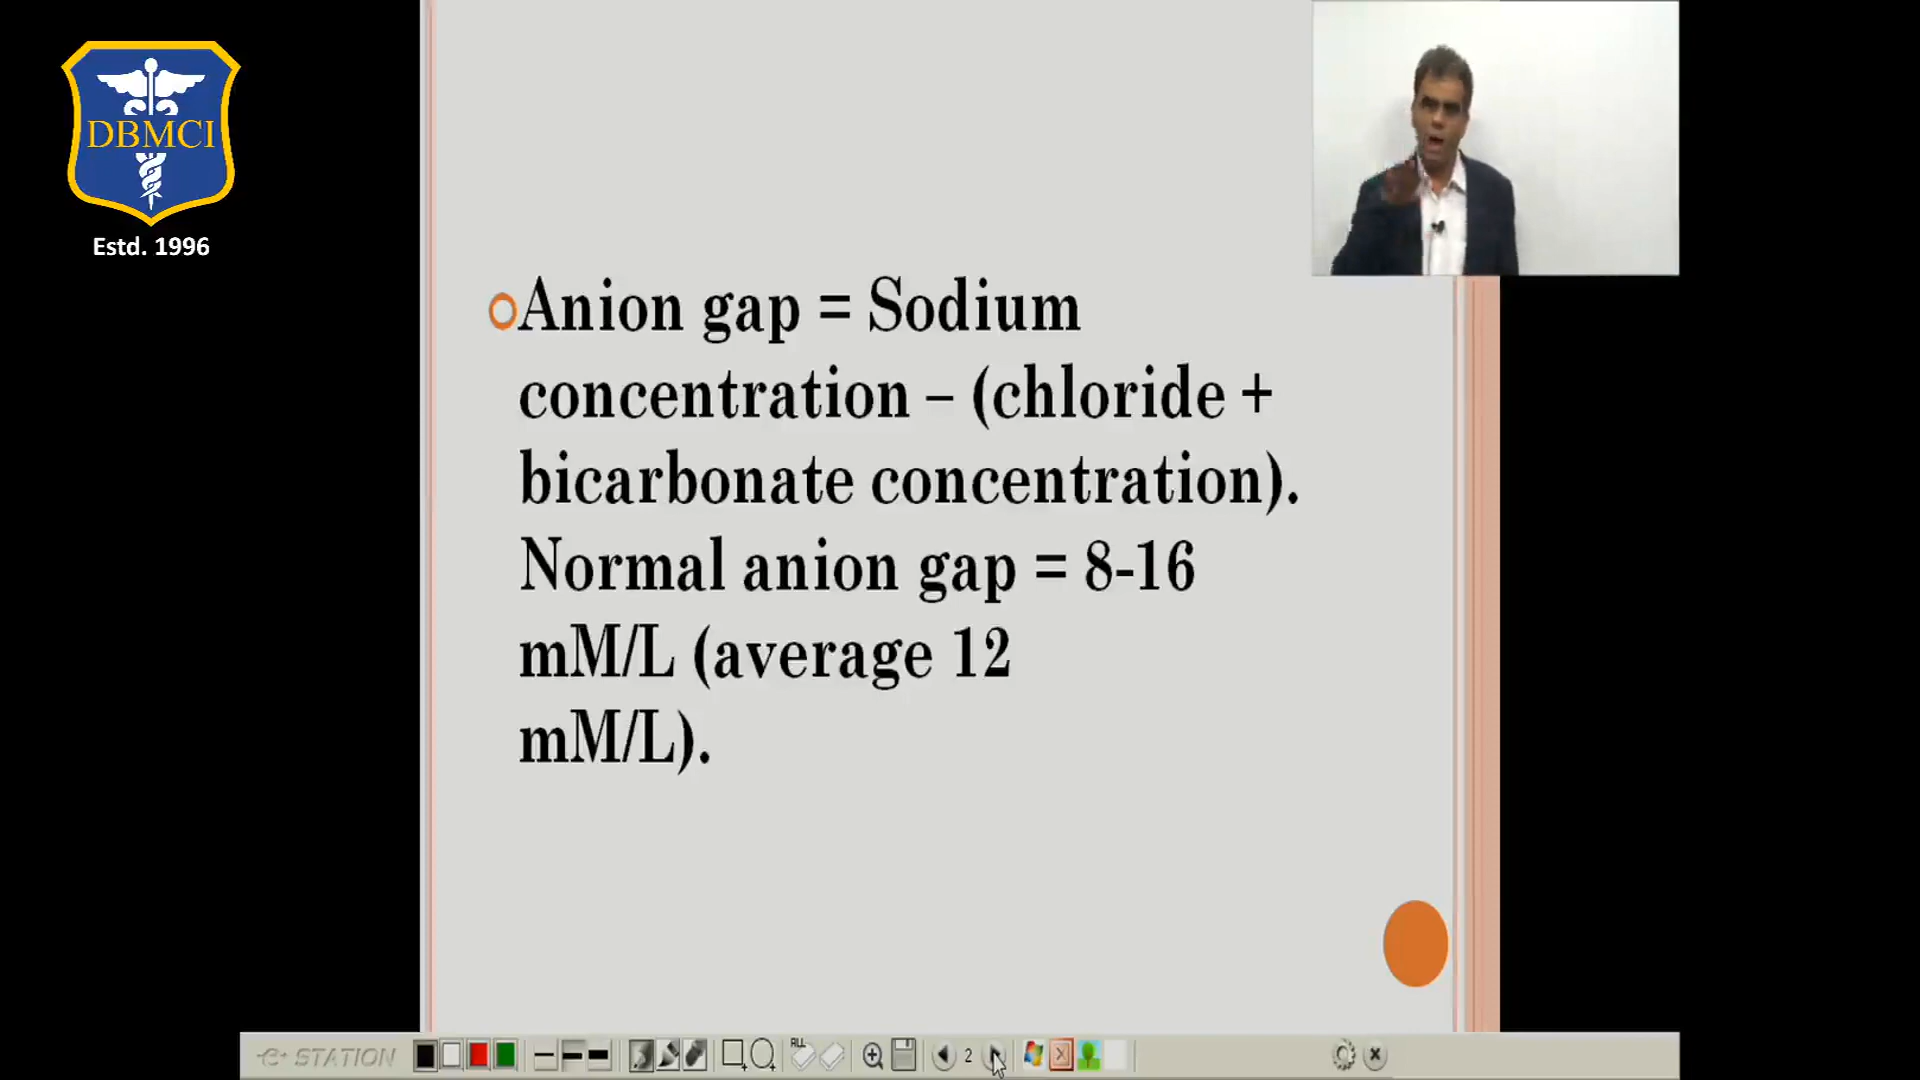 DBMCI
Estd. 1996
Anion gap = Sodium
concentration – (chloride +
bicarbonate concentration).
Normal anion gap = 8-16
mM/L (average 12
mM/L).
STATION
ALL
2